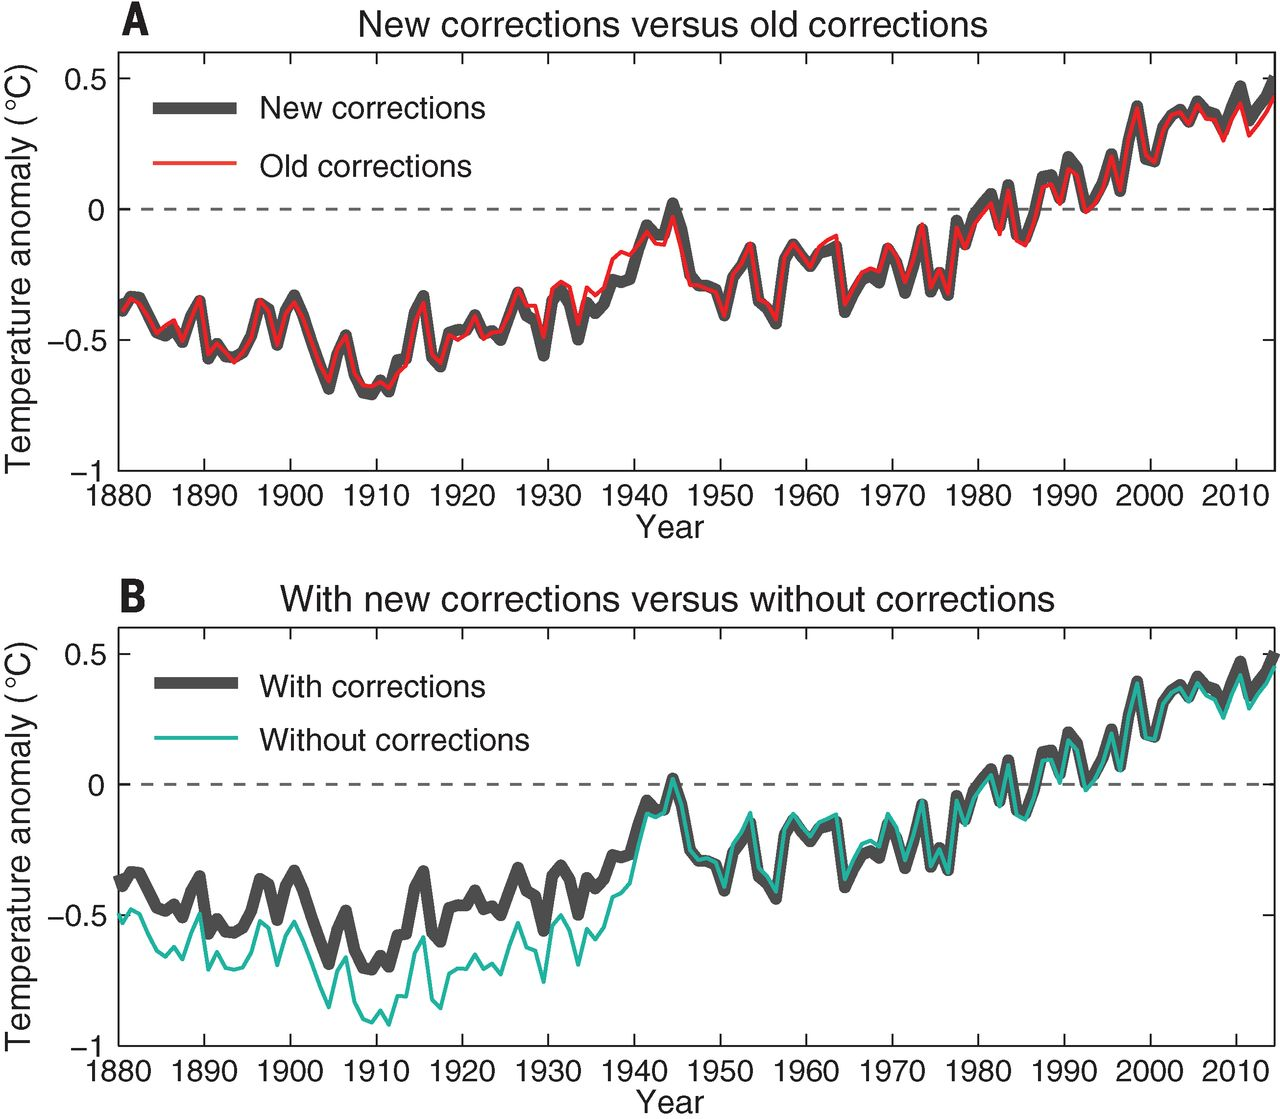 A
New corrections versus old corrections
Temperature anomaly (°C)
0.5
0
−0.5
−1
New corrections
Old corrections
1880 1890 1900 1910 1920 1930 1940 1950 1960 1970 1980 1990 2000 2010
Year
B
With new corrections versus without corrections
Temperature anomaly (°C)
0.5
0
−0.5
−1
With corrections
Without corrections
1880 1890 1900 1910 1920 1930 1940 1950 1960 1970 1980 1990 2000 2010
Year